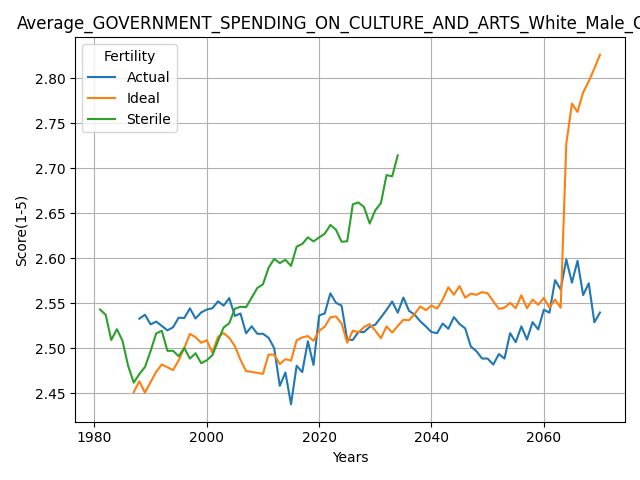 Average_GOVERNMENT_SPENDING_ON_CULTURE_AND_ARTS_White_Male_C
Fertility
Actual
Ideal
Sterile
2.80
2.75
2.70
2.65
2.60
2.55
2.50
2.45
Score(1-5)
1980 2000 2020 2040 2060
Years